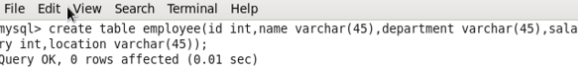 File Edit View Search Terminal Help
mysql> create table employee(id int,name varchar(45),department varchar(45),sala
ry int,location varchar(45));
Query OK, 0 rows affected (0.01 sec)